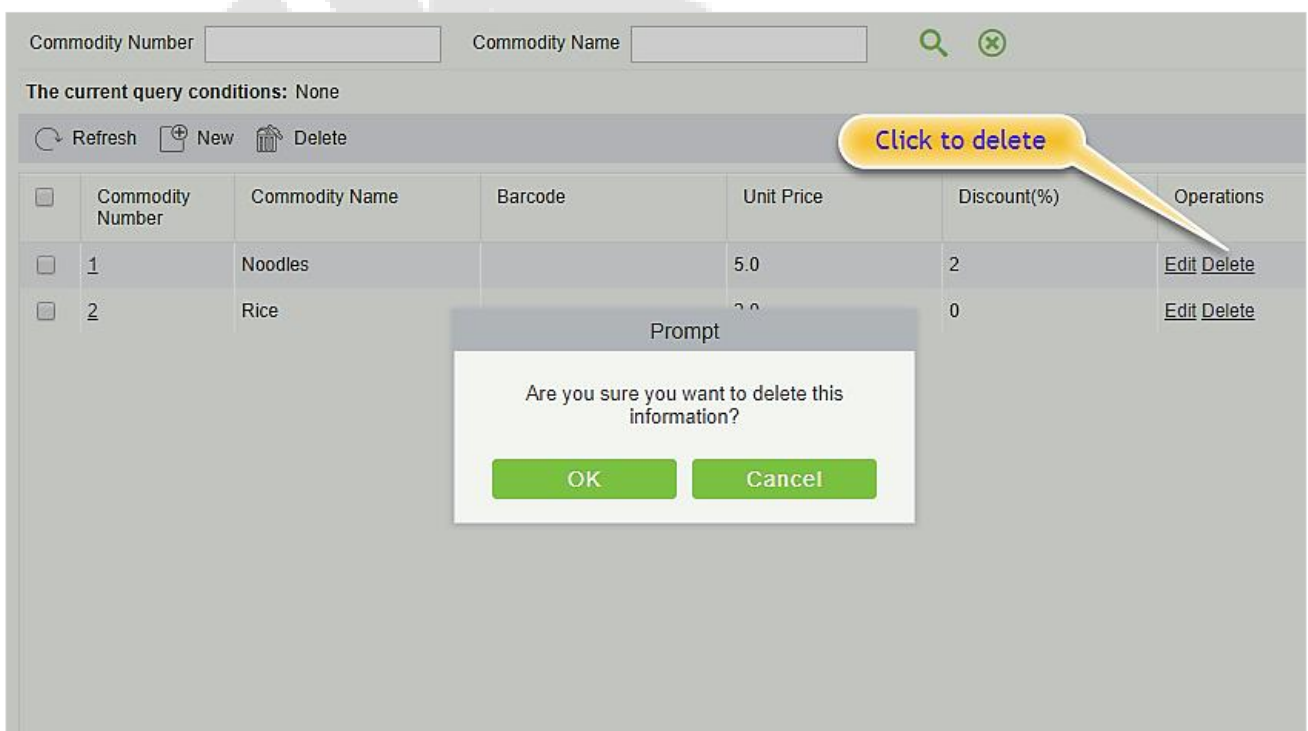 Commodity Number Commodity Name
The current query conditions: None
Refresh New Delete
Click to delete
Commodity Number Commodity Name Barcode Unit Price Discount(%) Operations
1 Noodles 5.0 2 Edit Delete
2 Rice 0 Edit Delete
Prompt
Are you sure you want to delete this
information?
OK Cancel